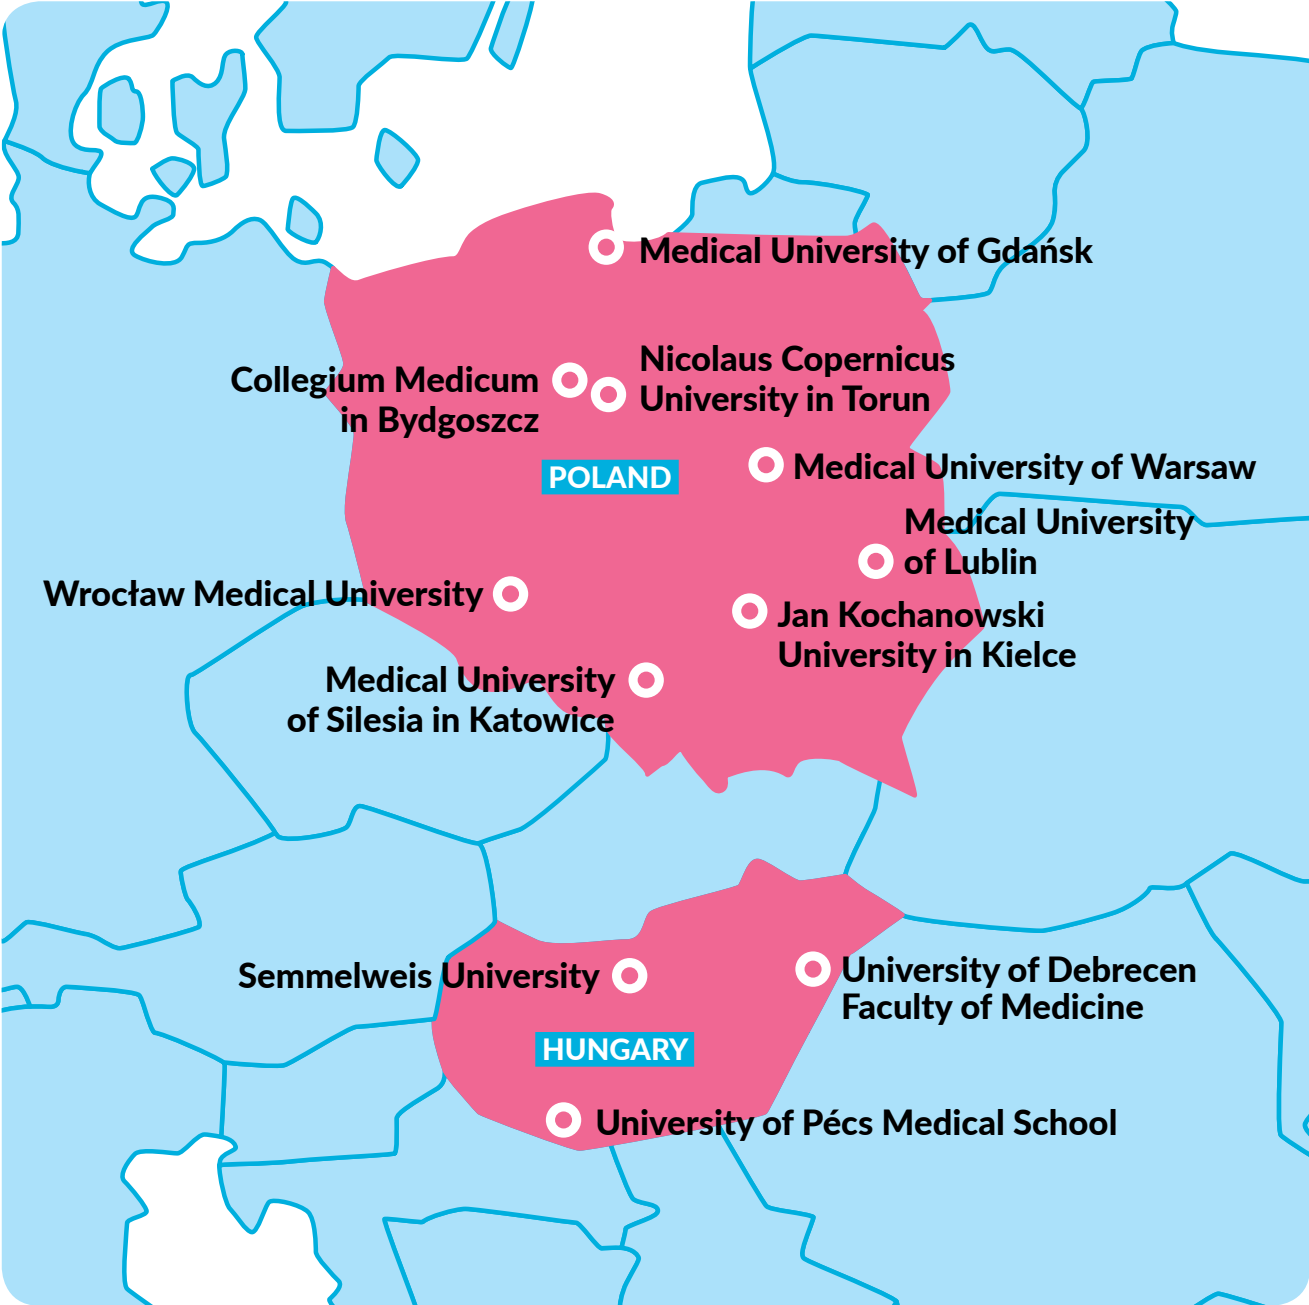 Medical University of Gdańsk
Collegium Medicum
in Bydgoszcz
Nicolaus Copernicus
University in Torun
POLAND
Medical University of Warsaw
Medical University
of Lublin
Wrocław Medical University
Jan Kochanowski
University in Kielce
Medical University
of Silesia in Katowice
Semmelweis University
University of Debrecen
Faculty of Medicine
HUNGARY
University of Pécs Medical School